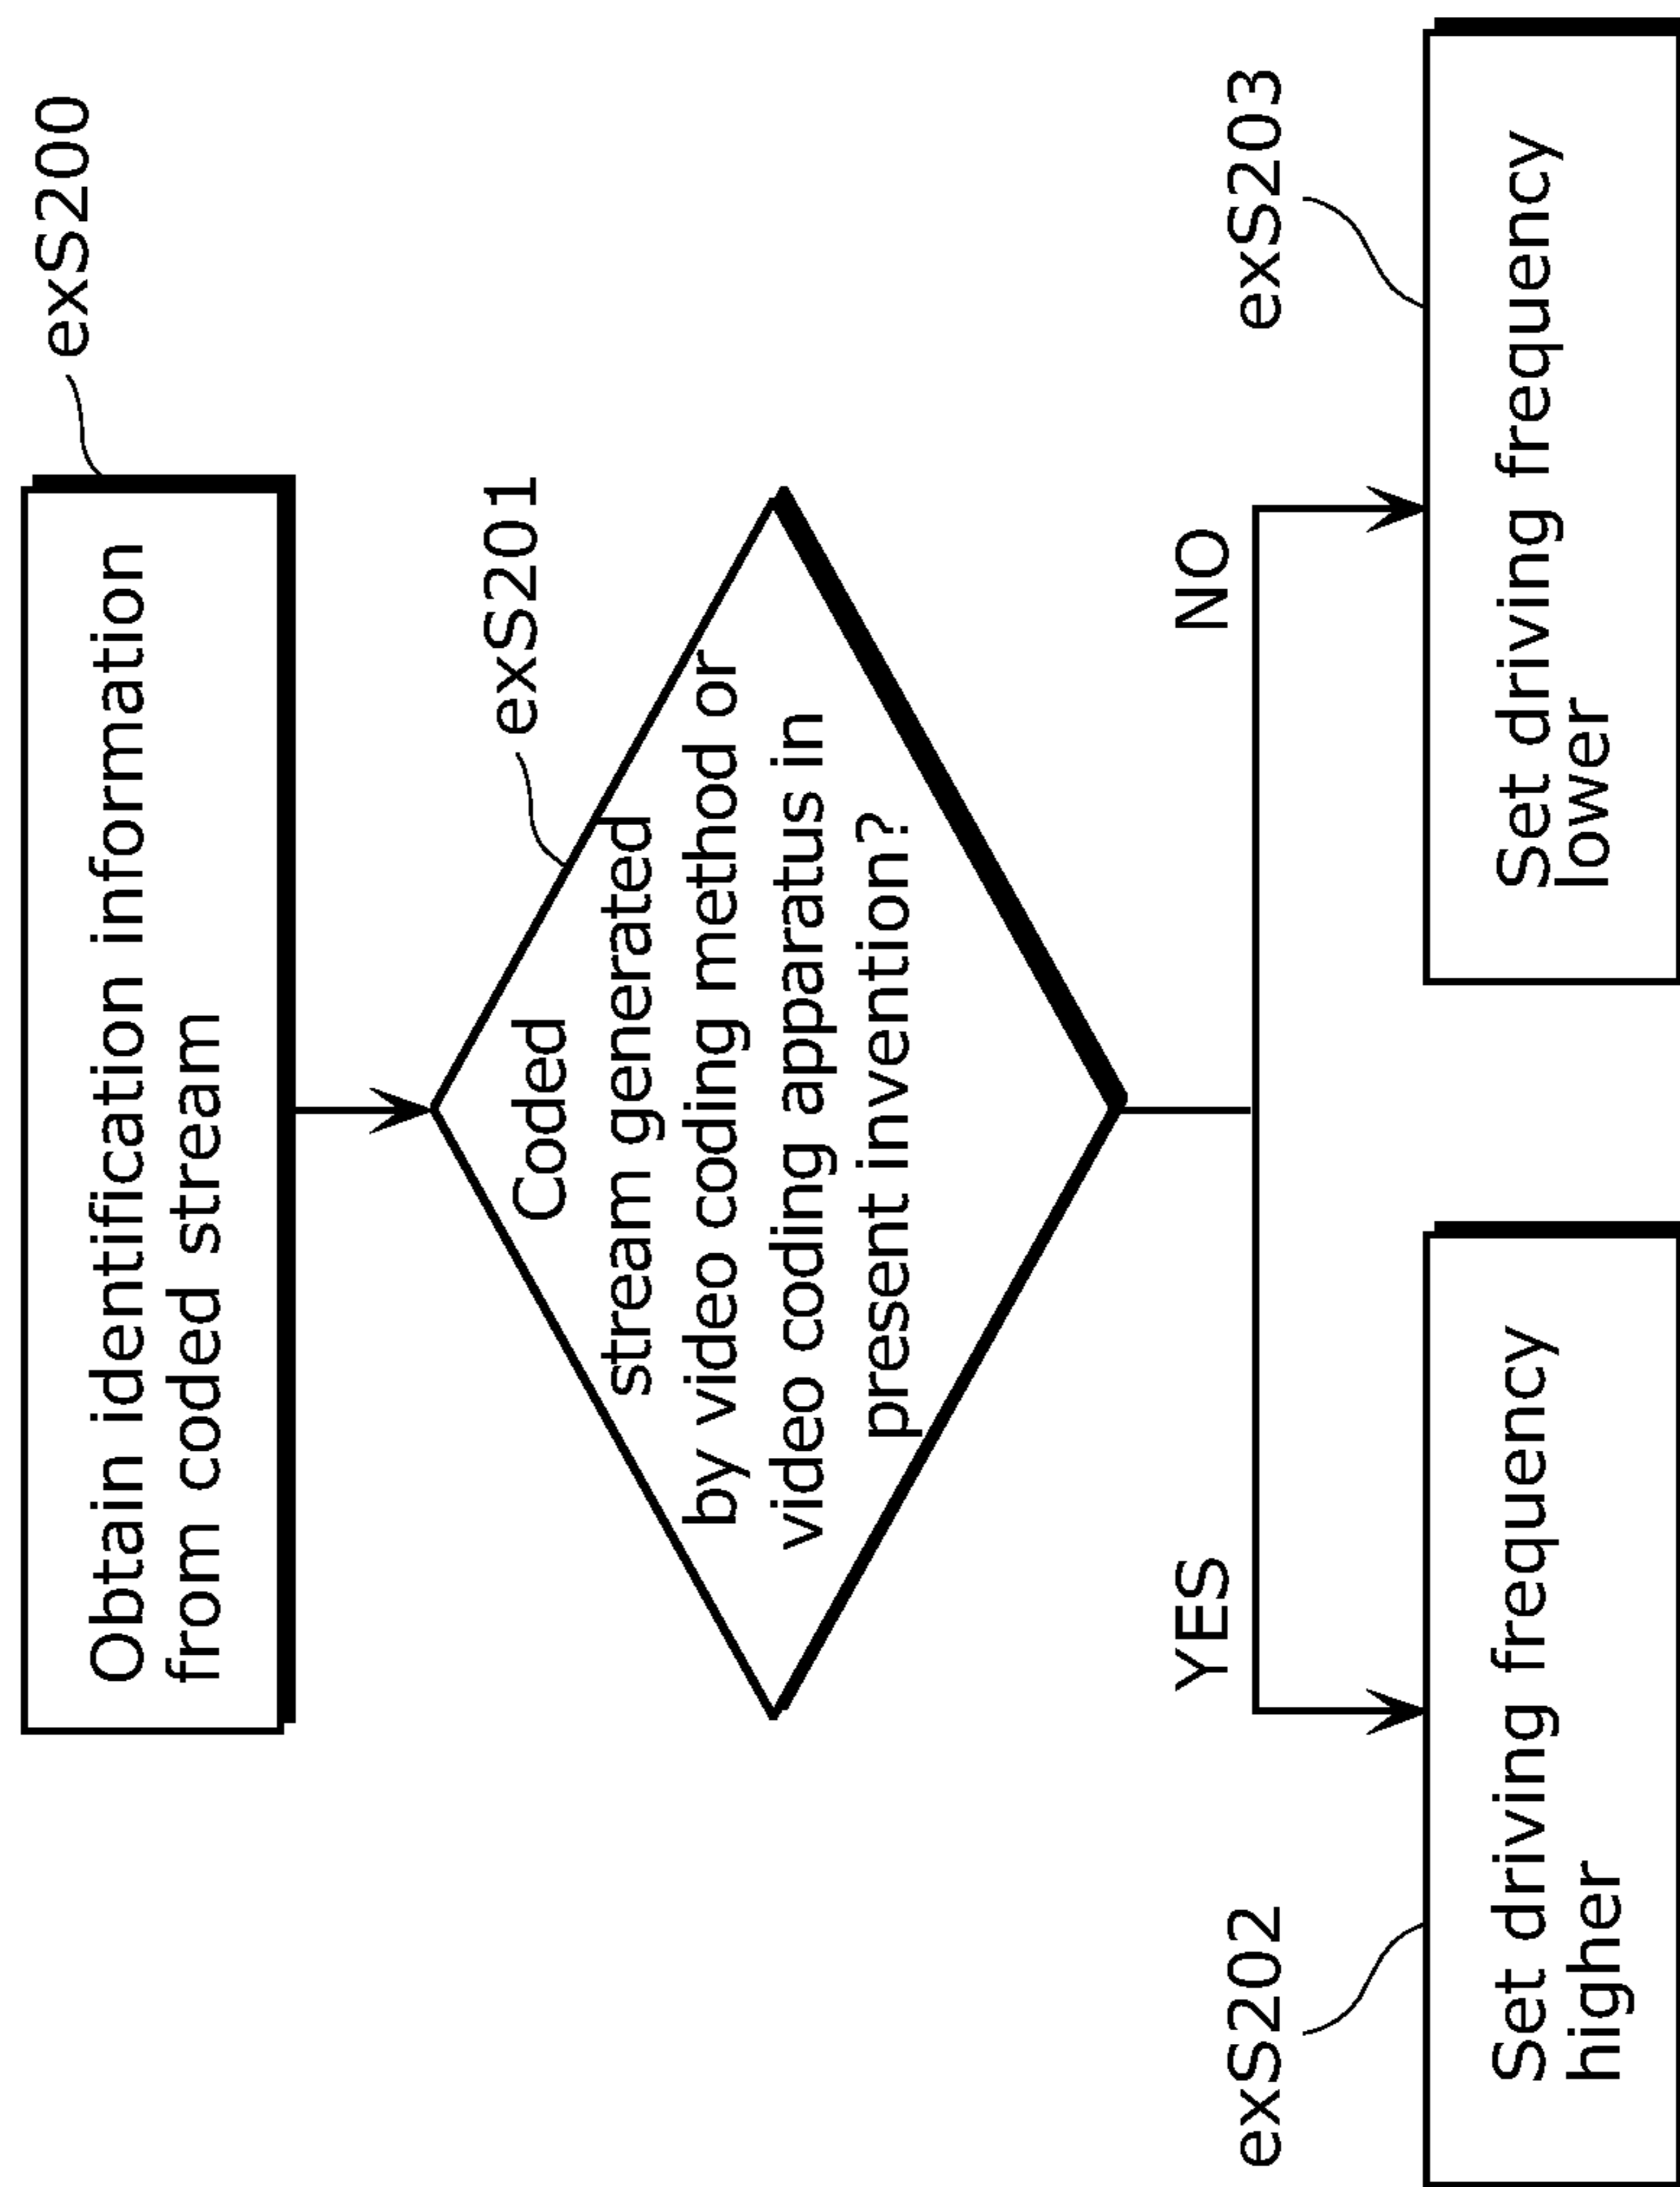 exS200
Obtain identification information
from coded stream
exS201
Coded
stream generated
by video coding method or
video coding apparatus in
present invention?
YES
NO
exS202
exS203
Set driving frequency
higher
Set driving frequency
lower